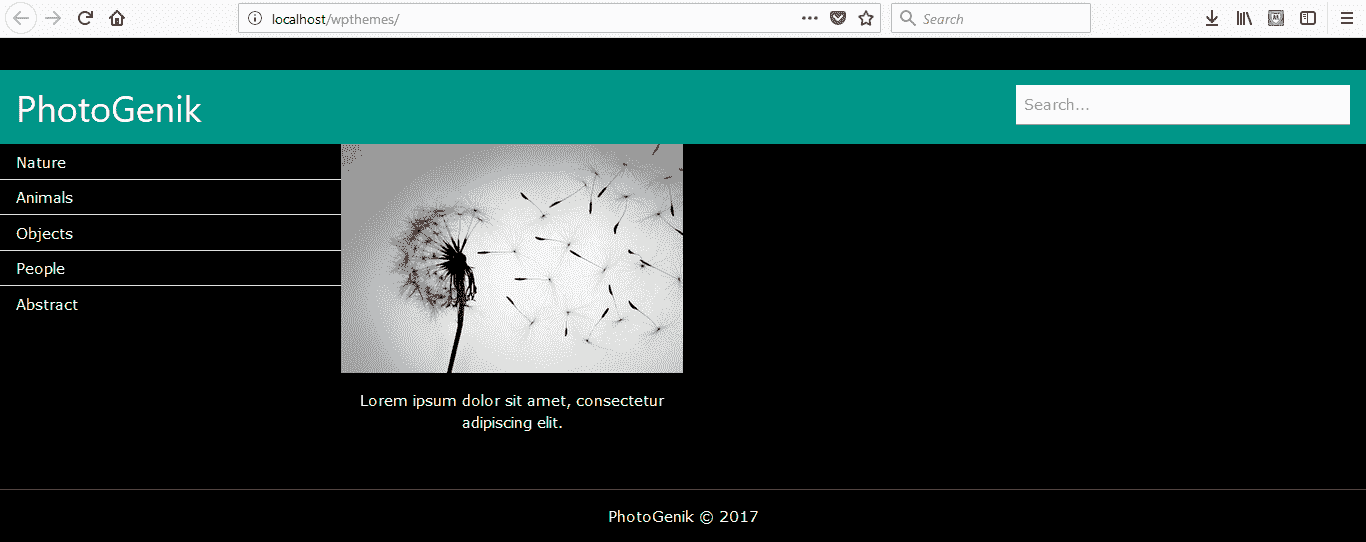 localhost/wpthemes/
Search
PhotoGenik
Search...
Nature
Animals
Objects
People
Abstract
Lorem ipsum dolor sit amet, consectetur
adipiscing elit.
PhotoGenik © 2017